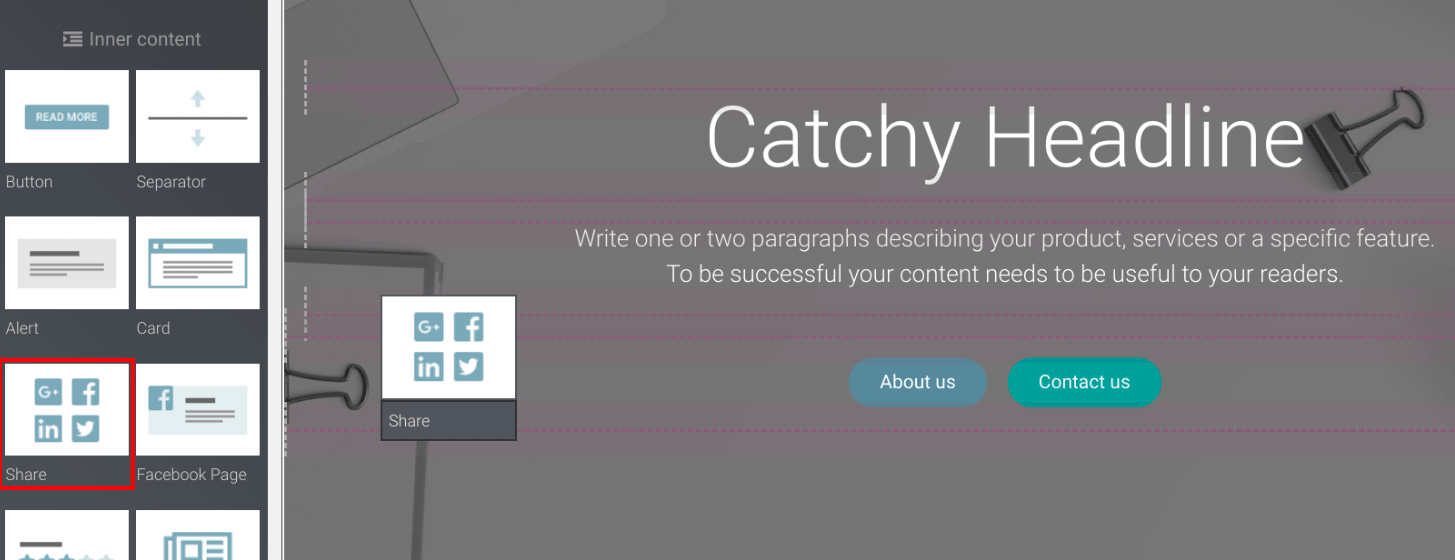 Inner content
READ MORE
Button
Separator
Alert
Card
G+ f
in
Share
f
Facebook Page
Catchy Headline
Write one or two paragraphs describing your product, services or a specific feature.
To be successful your content needs to be useful to your readers.
G+ f
in
Share
About us
Contact us